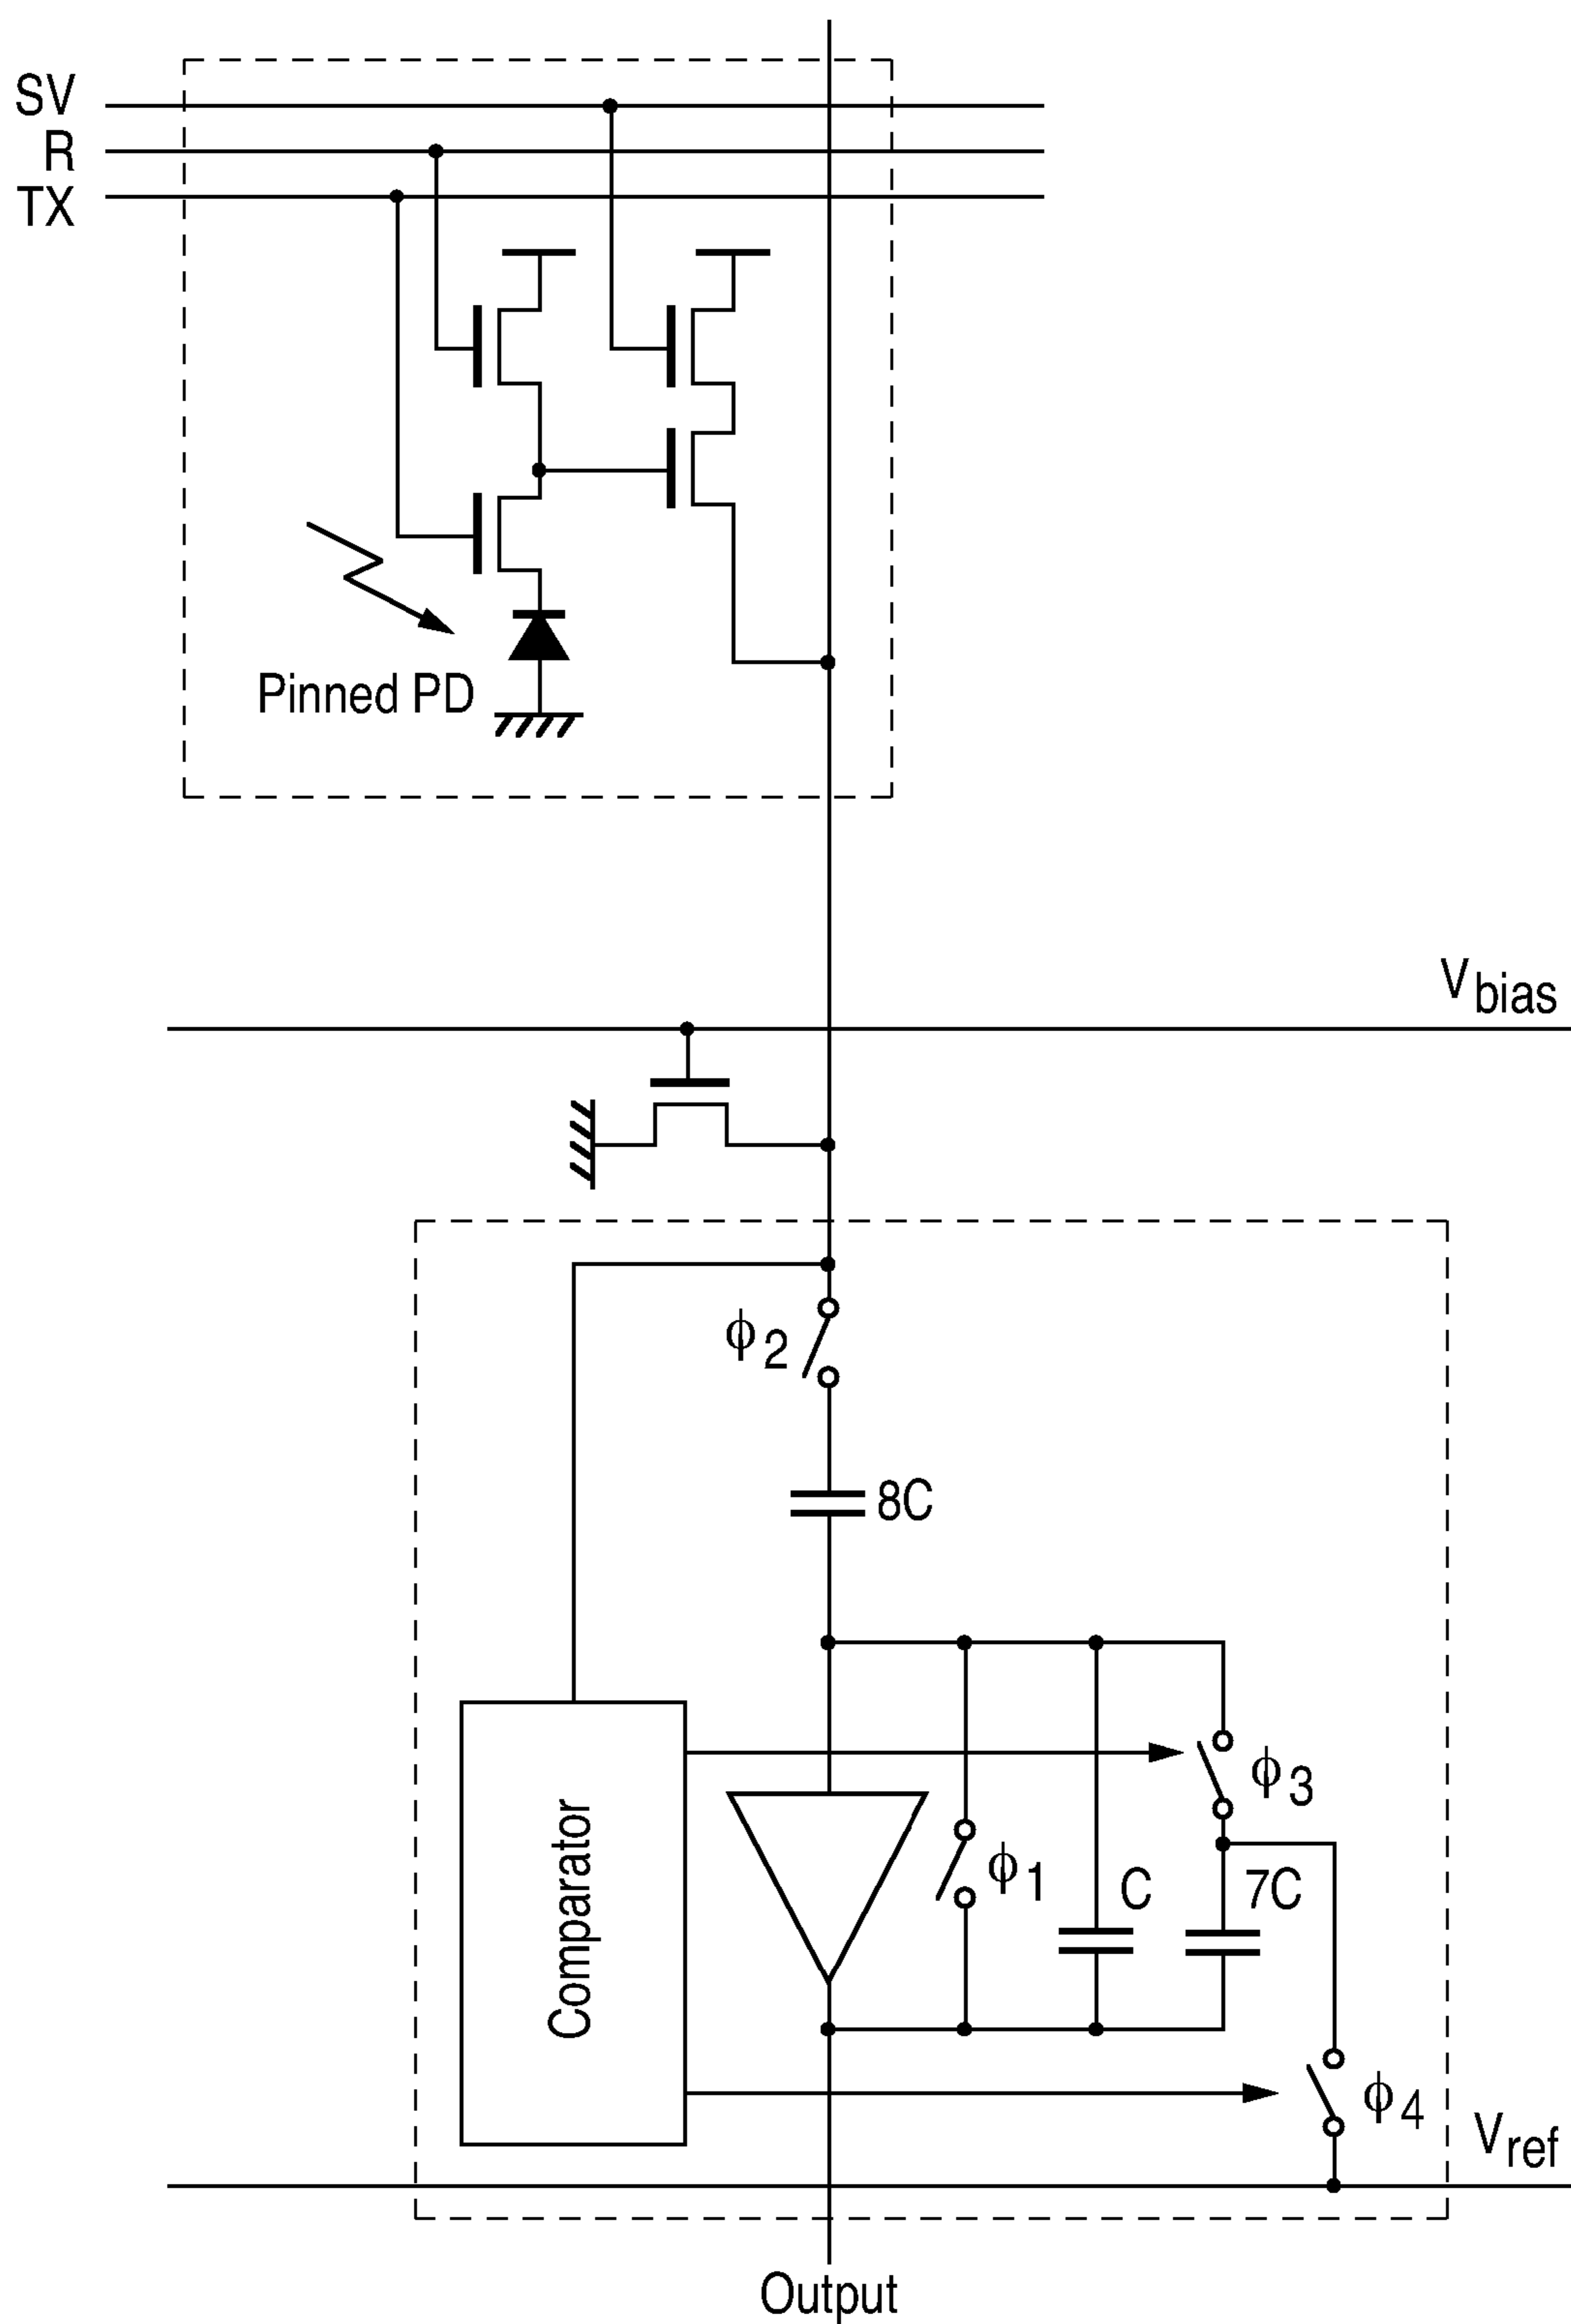 SV
R
TX
Pinned PD
Vbias
ϕ2
8C
ϕ3
Comparator
ϕ1
C
7C
ϕ4
Vref
Output